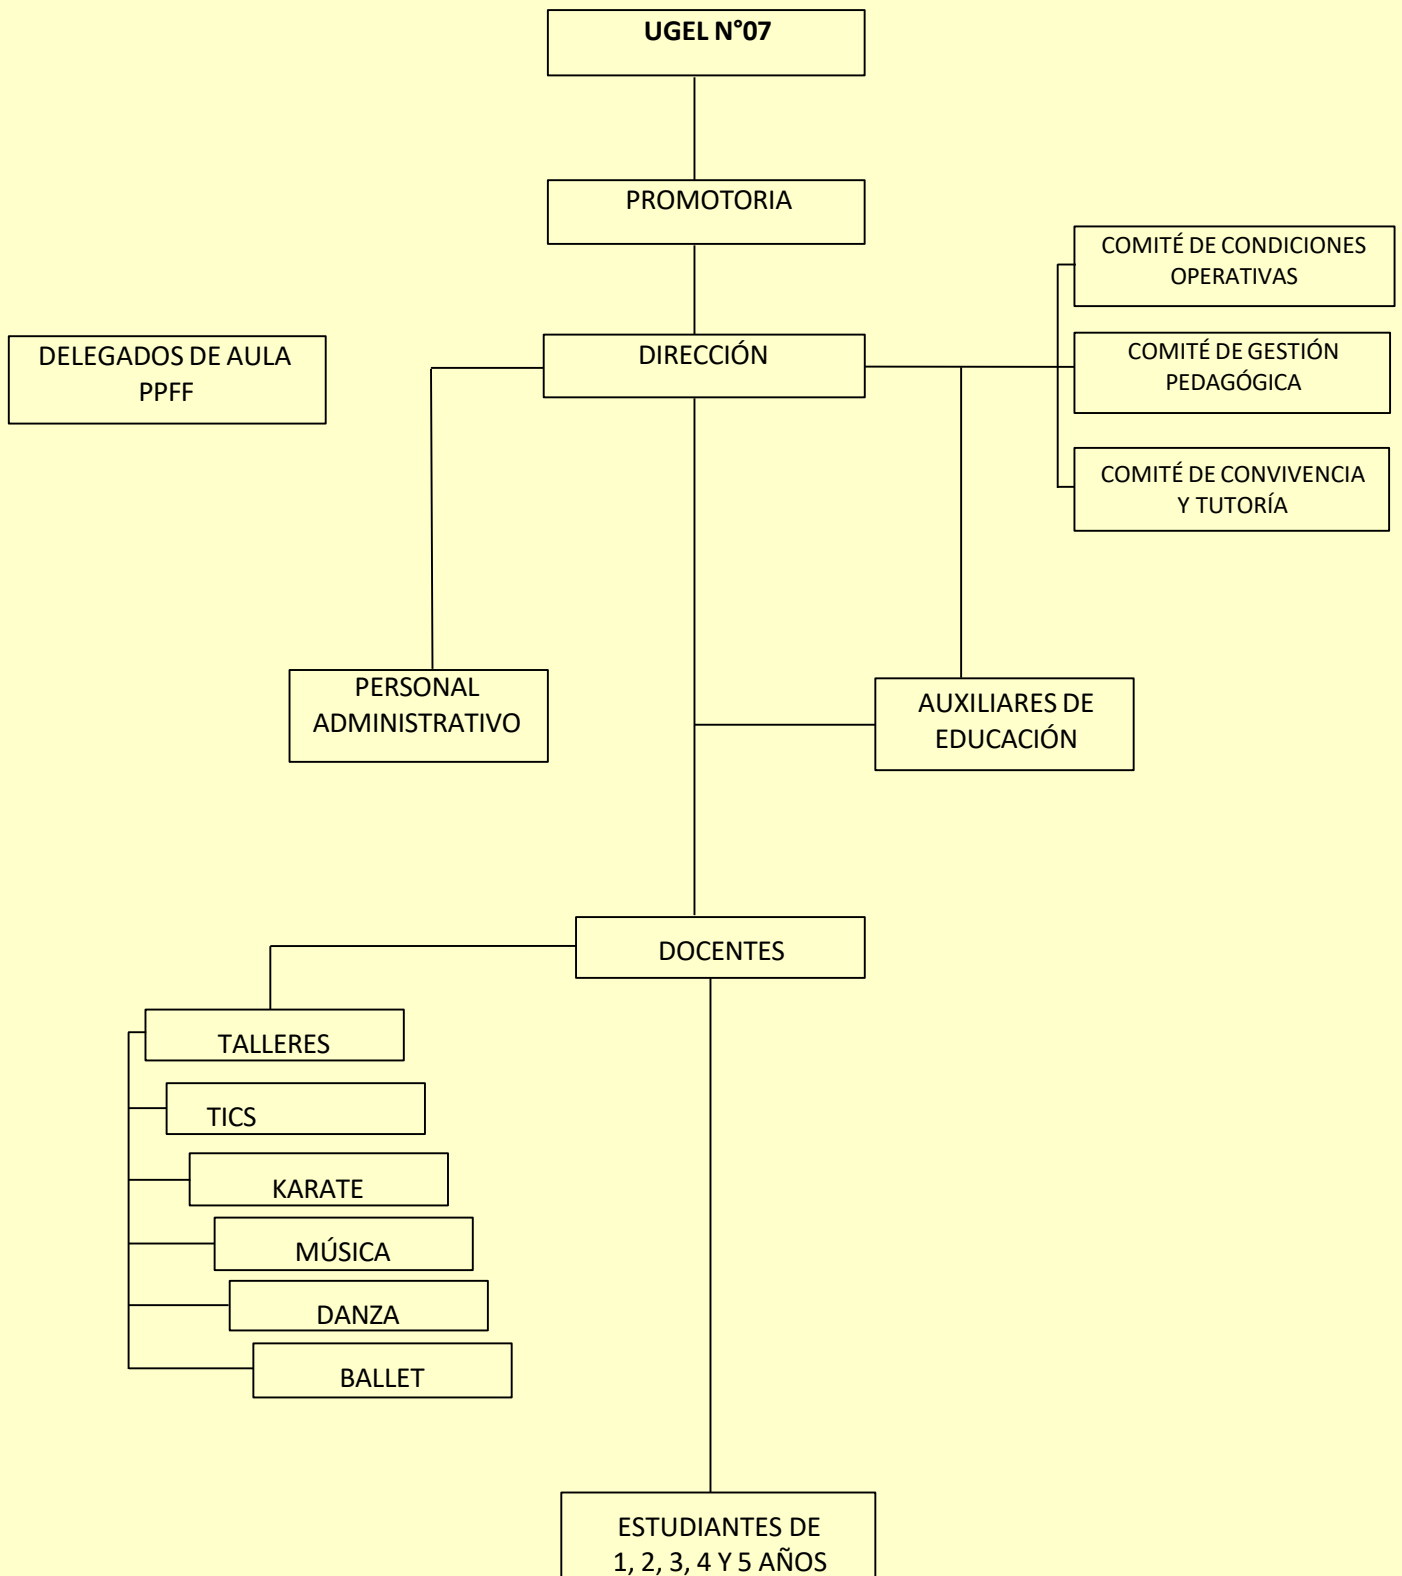 UGEL N°07
PROMOTORIA
COMITÉ DE CONDICIONES
OPERATIVAS
DELEGADOS DE AULA
PPFF
DIRECCIÓN
COMITÉ DE GESTIÓN
PEDAGÓGICA
COMITÉ DE CONVIVENCIA
Y TUTORÍA
PERSONAL
ADMINISTRATIVO
AUXILIARES DE
EDUCACIÓN
DOCENTES
TALLERES
TICS
KARATE
MÚSICA
DANZA
BALLET
ESTUDIANTES DE
1, 2, 3, 4 Y 5 AÑOS